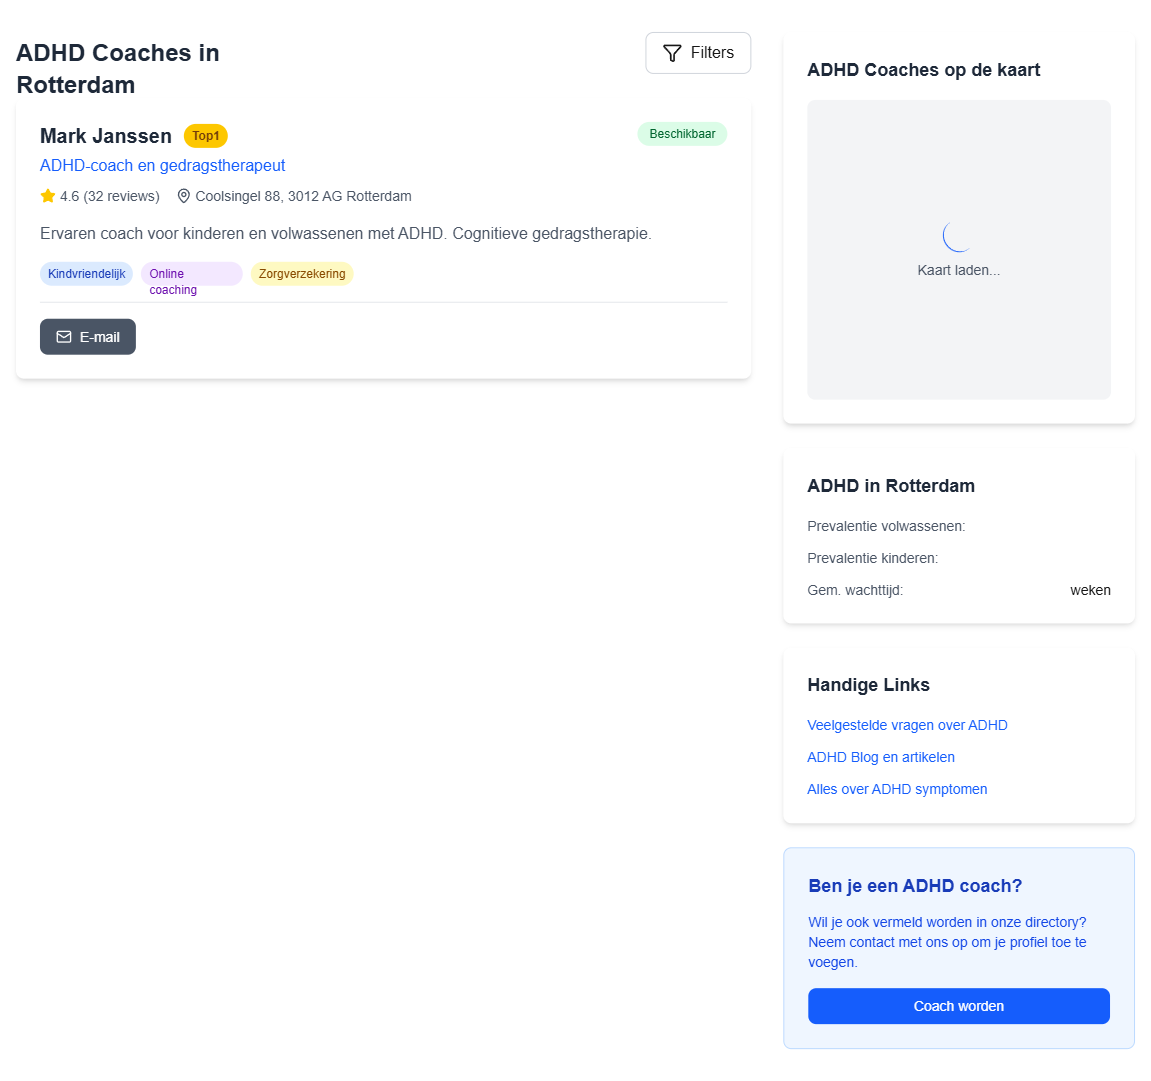 ADHD Coaches in
Rotterdam
Filters
Mark Janssen Top1
Beschikbaar
ADHD-coach en gedragstherapeut
4.6 (32 reviews) Coolsingel 88, 3012 AG Rotterdam
Ervaren coach voor kinderen en volwassenen met ADHD. Cognitieve gedragstherapie.
Kindvriendelijk
Online
coaching
Zorgverzekering
E-mail
ADHD Coaches op de kaart
Kaart laden...
ADHD in Rotterdam
Prevalentie volwassenen:
Prevalentie kinderen:
Gem. wachttijd: weken
Handige Links
Veelgestelde vragen over ADHD
ADHD Blog en artikelen
Alles over ADHD symptomen
Ben je een ADHD coach?
Wil je ook vermeld worden in onze directory?
Neem contact met ons op om je profiel toe te
voegen.
Coach worden